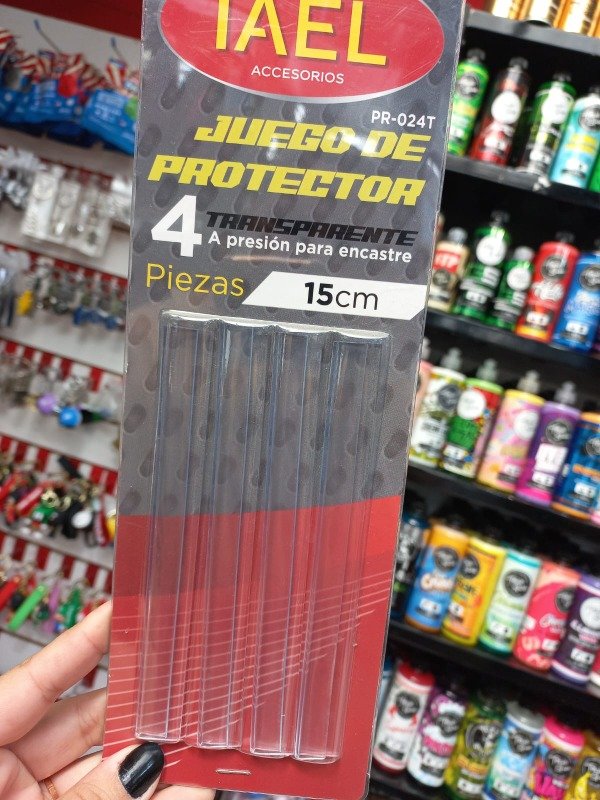 IAEL
ACCESORIOS
PR-024T
JUEGO DE
PROTECTOR
4 TRANSPARENTE
A presión para encastre
Piezas
15cm